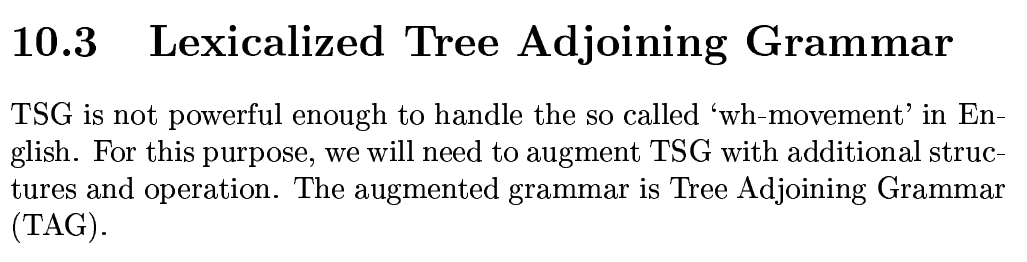 10.3 Lexicalized Tree Adjoining Grammar
TSG is not powerful enough to handle the so called ‘wh-movement’ in En-
glish. For this purpose, we will need to augment TSG with additional struc-
tures and operation. The augmented grammar is Tree Adjoining Grammar
(TAG).